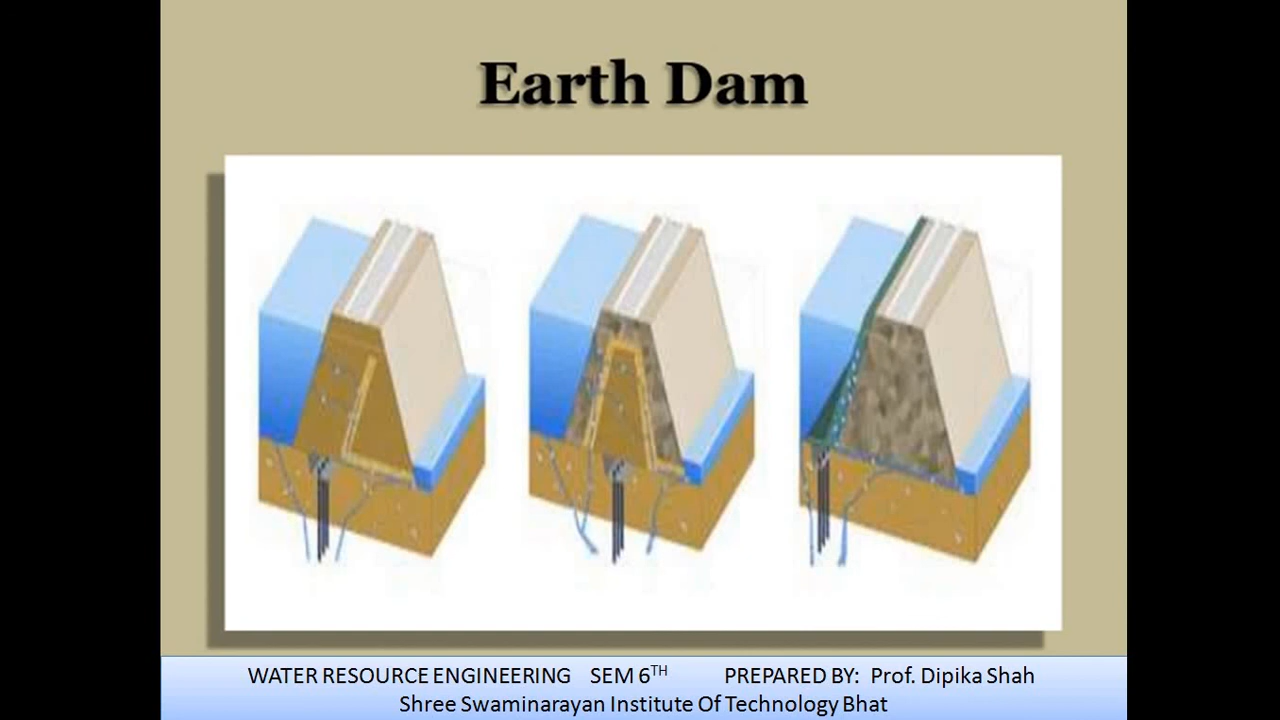 Earth Dam
WATER RESOURCE ENGINEERING SEM 6TH PREPARED BY: Prof. Dipika Shah
Shree Swaminarayan Institute Of Technology Bhat